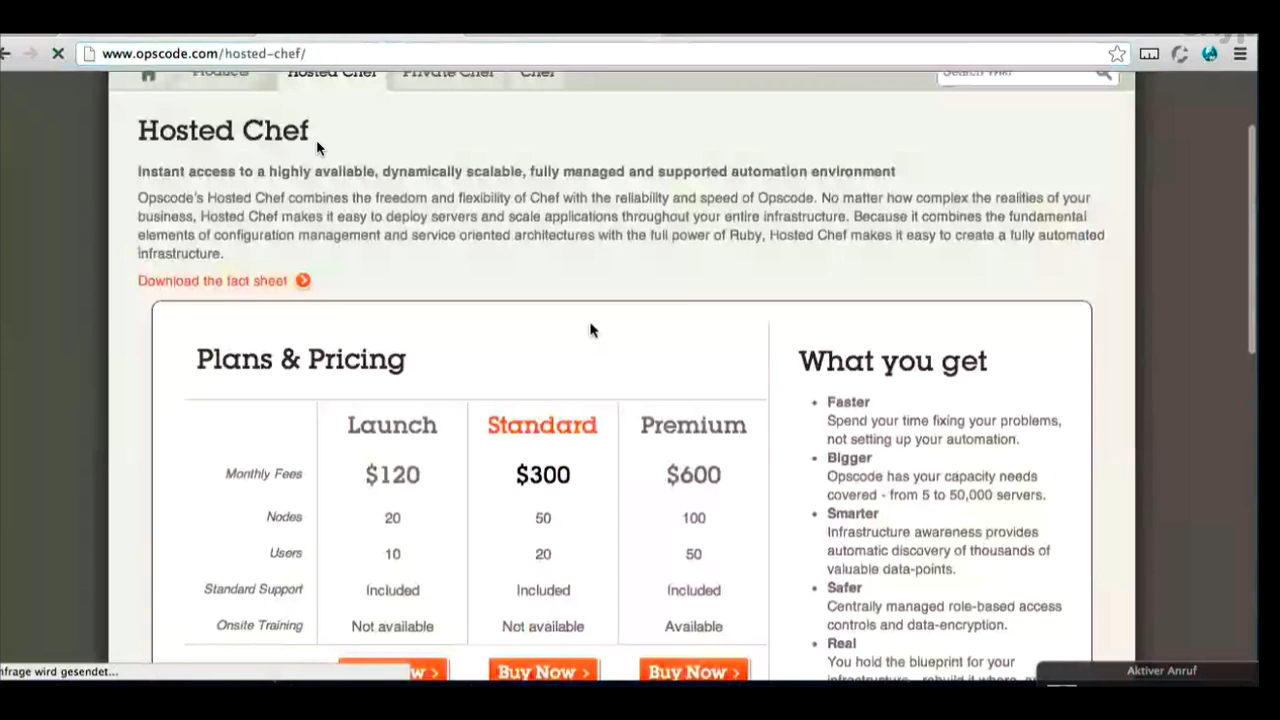 www.opscode.com/hosted-chef/
Products Hosted Chef Private Chef Chef Search Wiki
Hosted Chef
Instant access to a highly available, dynamically scalable, fully managed and supported automation environment
Opscode's Hosted Chef combines the freedom and flexibility of Chef with the reliability and speed of Opscode. No matter how complex the realities of your
business, Hosted Chef makes it easy to deploy servers and scale applications throughout your entire infrastructure. Because it combines the fundamental
elements of configuration management and service oriented architectures with the full power of Ruby, Hosted Chef makes it easy to create a fully automated
infrastructure.
Download the fact sheet
Plans & Pricing
Launch Standard Premium
Monthly Fees $120 $300 $600
Nodes 20 50 100
Users 10 20 50
Standard Support Included Included Included
Onsite Training Not available Not available Available
w > Buy Now > Buy Now >
What you get
• Faster
Spend your time fixing your problems,
not setting up your automation.
• Bigger
Opscode has your capacity needs
covered - from 5 to 50,000 servers.
• Smarter
Infrastructure awareness provides
automatic discovery of thousands of
valuable data-points.
• Safer
Centrally managed role-based access
controls and data-encryption.
• Real
You hold the blueprint for your
nfrage wird gesendet...
Aktiver Anruf